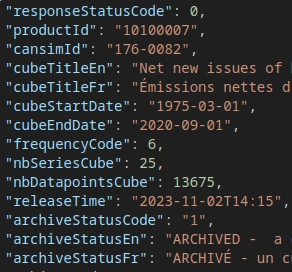 "responseStatusCode": 0,
"productId": "10100007",
"cansimId": "176-0082",
"cubeTitleEn": "Net new issues of
"cubeTitleFr": "Émissions nettes d
"cubeStartDate": "1975-03-01",
"cubeEndDate": "2020-09-01",
"frequencyCode": 6,
"nbSeriesCube": 25,
"nbDatapointsCube": 13675,
"releaseTime": "2023-11-02T14:15",
"archiveStatusCode": "1",
"archiveStatusEn": "ARCHIVED - a
"archiveStatusFr": "ARCHIVÉ - un cu